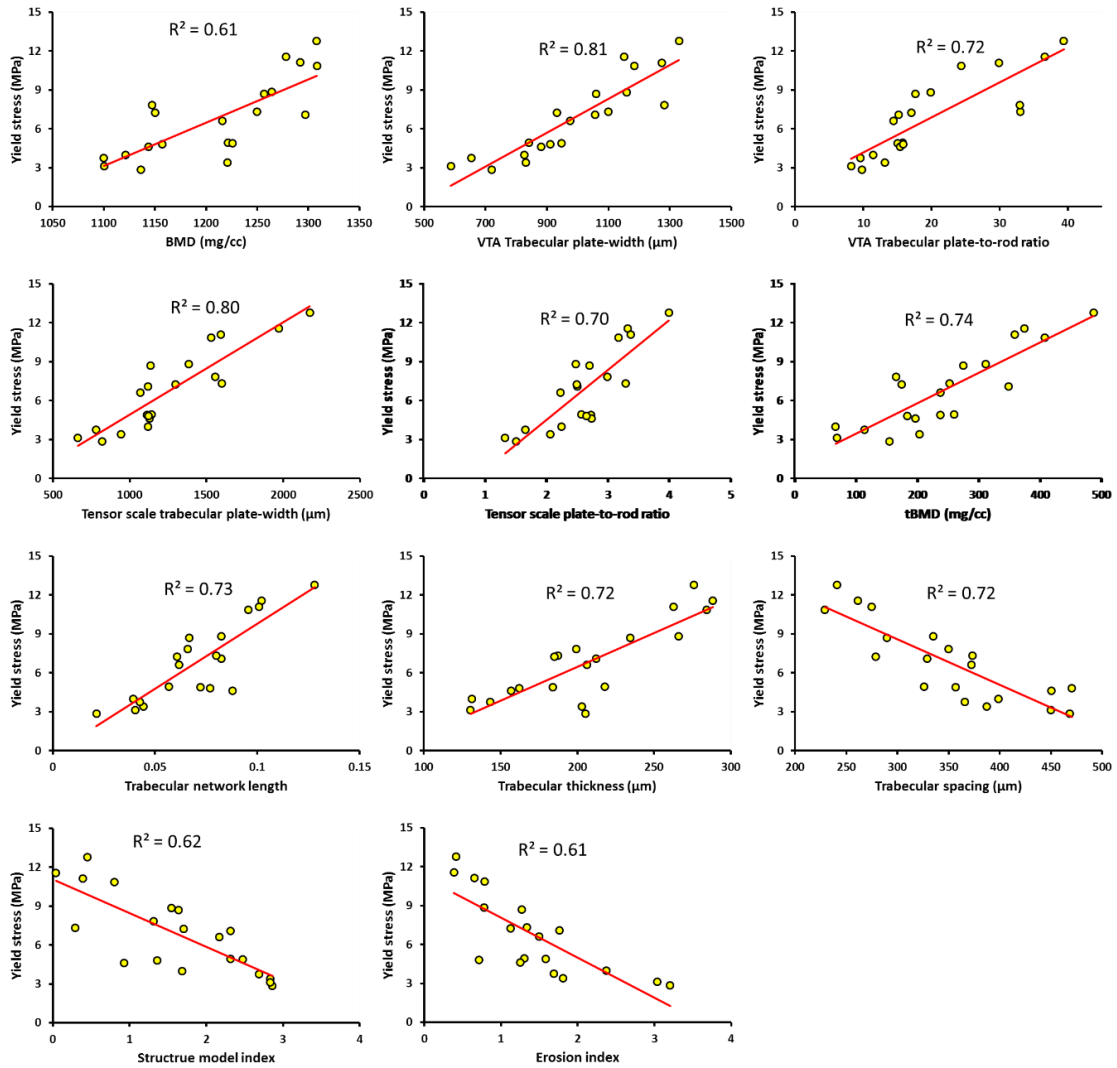 R² = 0.61
Yield stress (MPa)
15
12
9
6
3
0
1050 1100 1150 1200 1250 1300 1350
BMD (mg/cc)
R² = 0.81
Yield stress (MPa)
15
12
9
6
3
0
500 700 900 1100 1300 1500
VTA Trabecular plate-width (μm)
R² = 0.72
Yield stress (MPa)
15
12
9
6
3
0
0 10 20 30 40
VTA Trabecular plate-to-rod ratio
R² = 0.80
Yield stress (MPa)
15
12
9
6
3
0
500 1000 1500 2000 2500
Tensor scale trabecular plate-width (μm)
R² = 0.70
Yield stress (MPa)
15
12
9
6
3
0
0 1 2 3 4 5
Tensor scale plate-to-rod ratio
R² = 0.74
Yield stress (MPa)
15
12
9
6
3
0
0 100 200 300 400 500
tBMD (mg/cc)
R² = 0.73
Yield stress (MPa)
15
12
9
6
3
0
0 0.05 0.1 0.15
Trabecular network length
R² = 0.72
Yield stress (MPa)
15
12
9
6
3
0
100 150 200 250 300
Trabecular thickness (μm)
R² = 0.72
Yield stress (MPa)
15
12
9
6
3
0
200 250 300 350 400 450 500
Trabecular spacing (μm)
R² = 0.62
Yield stress (MPa)
15
12
9
6
3
0
0 1 2 3 4
Structrue model index
R² = 0.61
Yield stress (MPa)
15
12
9
6
3
0
0 1 2 3 4
Erosion index